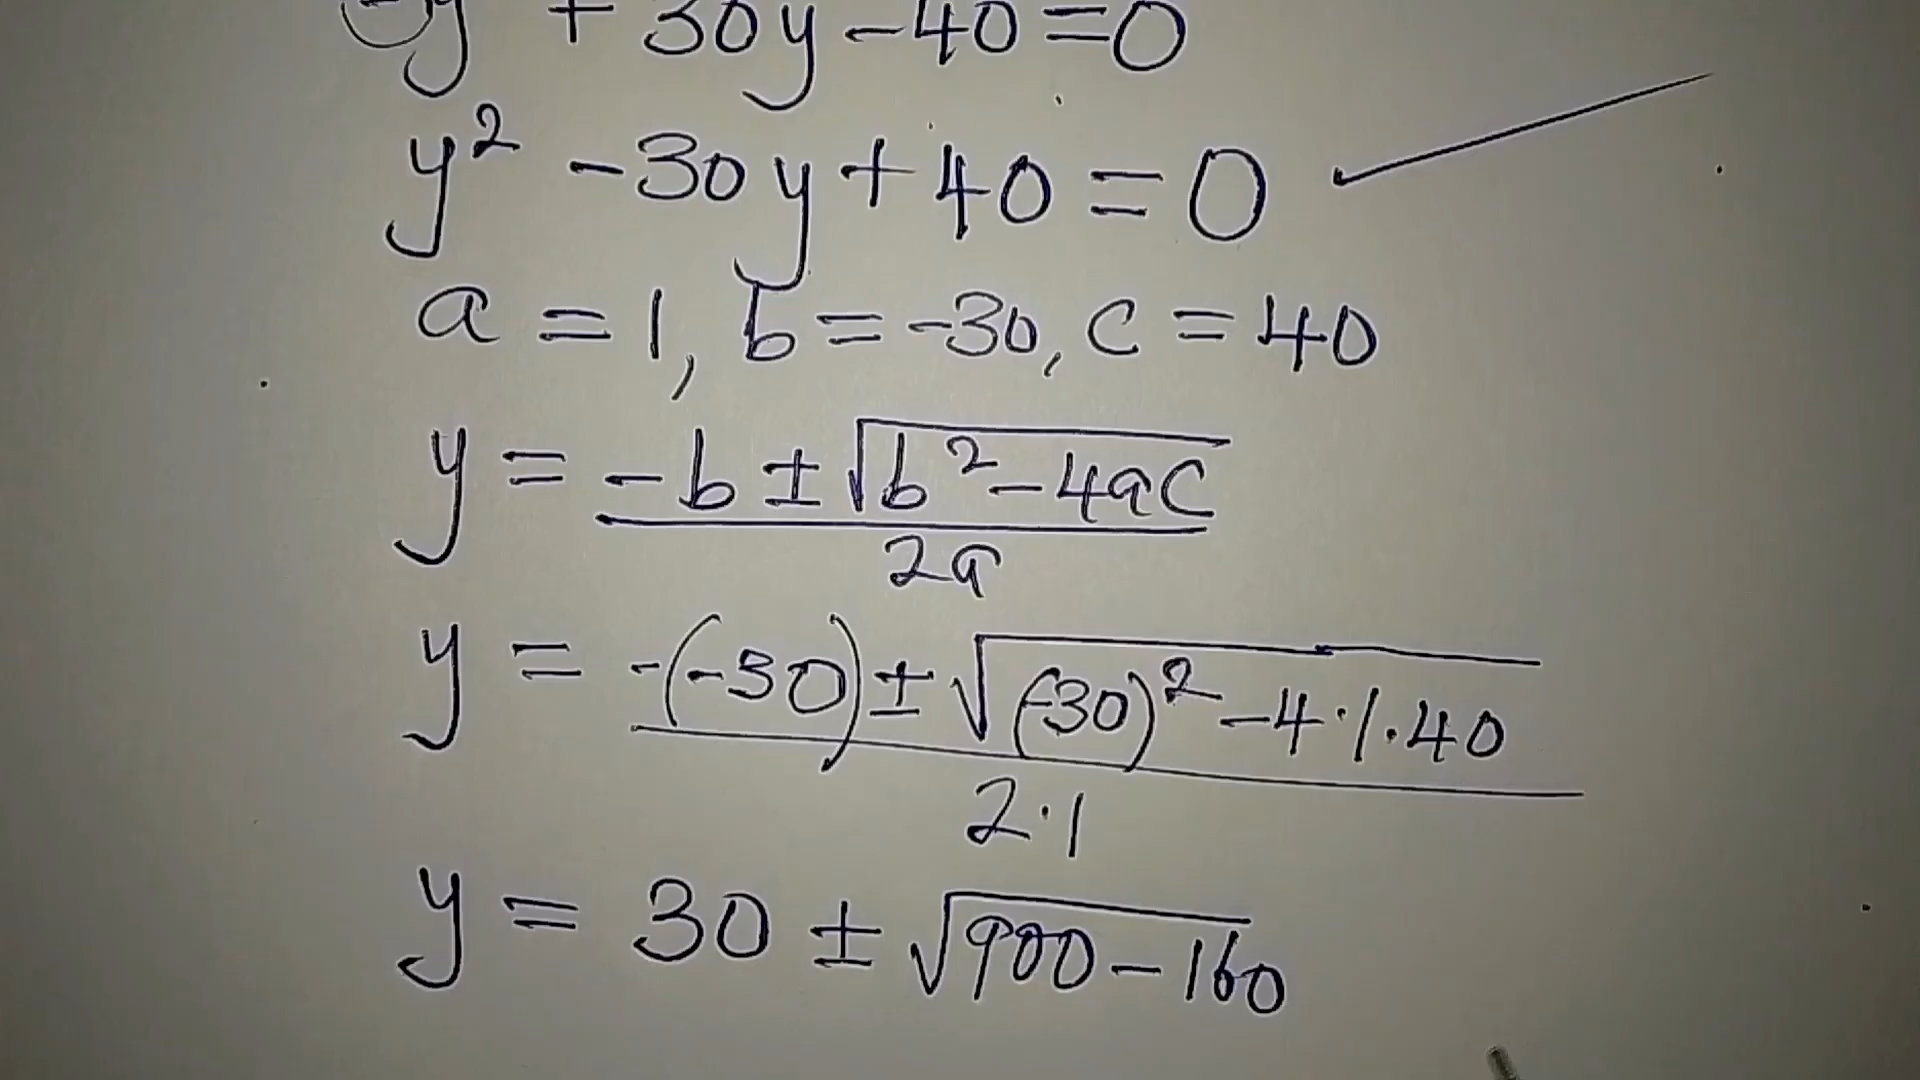 -y + 30y - 40 = 0
y² - 30y + 40 = 0
a = 1, b = -30, c = 40
y = (-b ± √(b² - 4ac)) / 2a
y = (-(-30) ± √((-30)² - 4·1·40)) / 2·1
y = 30 ± √(900 - 160)